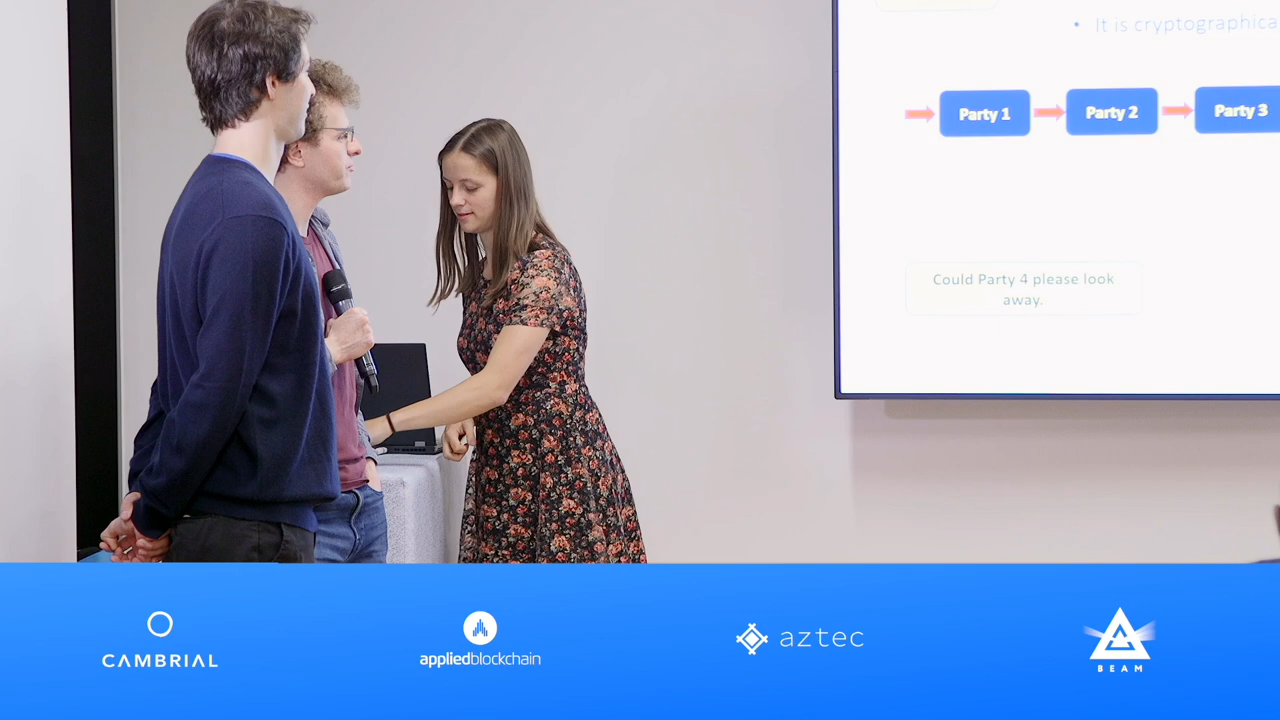 • It is cryptographica
Party 1
Party 2
Party 3
Could Party 4 please look
away.
CAMBRIAL
appliedblockchain
aztec
BEAM